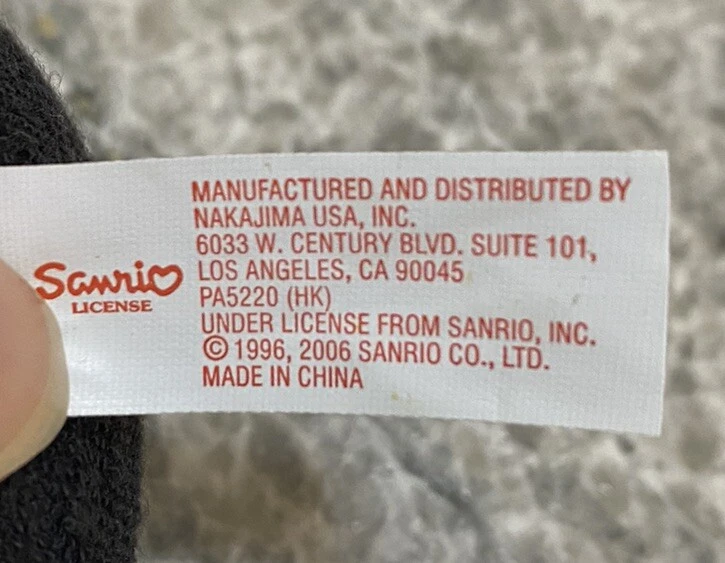 Sanrio
LICENSE
MANUFACTURED AND DISTRIBUTED BY
NAKAJIMA USA, INC.
6033 W. CENTURY BLVD. SUITE 101,
LOS ANGELES, CA 90045
PA5220 (HK)
UNDER LICENSE FROM SANRIO, INC.
© 1996, 2006 SANRIO CO., LTD.
MADE IN CHINA